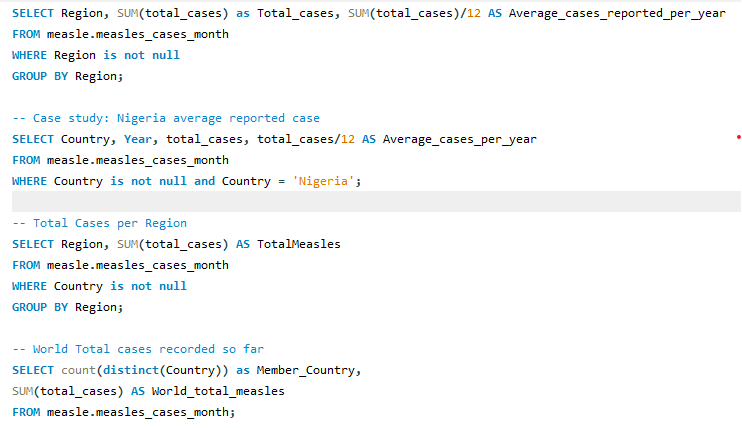 SELECT Region, SUM(total_cases) as Total_cases, SUM(total_cases)/12 AS Average_cases_reported_per_year
FROM measle.measles_cases_month
WHERE Region is not null
GROUP BY Region;
-- Case study: Nigeria average reported case
SELECT Country, Year, total_cases, total_cases/12 AS Average_cases_per_year
FROM measle.measles_cases_month
WHERE Country is not null and Country = 'Nigeria';
-- Total Cases per Region
SELECT Region, SUM(total_cases) AS TotalMeasles
FROM measle.measles_cases_month
WHERE Country is not null
GROUP BY Region;
-- World Total cases recorded so far
SELECT count(distinct(Country)) as Member_Country,
SUM(total_cases) AS World_total_measles
FROM measle.measles_cases_month;